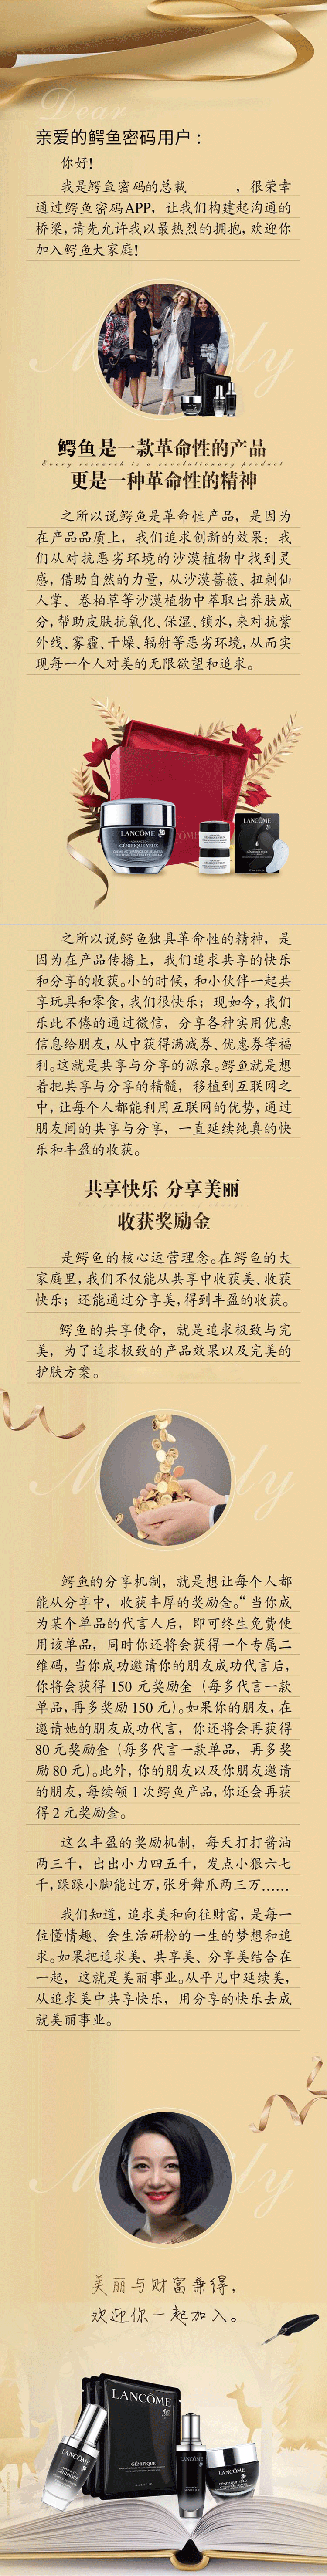 Dear
亲爱的鳄鱼密码用户：
你好！
我是鳄鱼密码的总裁　　　，很荣幸
通过鳄鱼密码APP，让我们构建起沟通的
桥梁，请先允许我以最热烈的拥抱，欢迎你
加入鳄鱼大家庭！
鳄鱼是一款革命性的产品
Every research is a revolutionary product
更是一种革命性的精神
之所以说鳄鱼是革命性产品，是因为
在产品品质上，我们追求创新的效果；我
们从对抗恶劣环境的沙漠植物中找到灵
感，借助自然的力量，从沙漠蔷薇、扭刺仙
人掌、卷柏草等沙漠植物中萃取出养肤成
分，帮助皮肤抗氧化、保湿、锁水，来对抗紫
外线、雾霾、干燥、辐射等恶劣环境，从而实
现每一个人对美的无限欲望和追求。
LANCÔME
GÉNIFIQUE YEUX
LANCÔME
之所以说鳄鱼独具革命性的精神，是
因为在产品传播上，我们追求共享的快乐
和分享的收获。小的时候，和小伙伴一起共
享玩具和零食，我们很快乐；现如今，我们
乐此不倦的通过微信，分享各种实用优惠
信息给朋友，从中获得满减券、优惠券等福
利。这就是共享与分享的源泉。鳄鱼就是想
着把共享与分享的精髓，移植到互联网之
中，让每个人都能利用互联网的优势，通过
朋友间的共享与分享，一直延续纯真的快
乐和丰盈的收获。
共享快乐 分享美丽
收获奖励金
是鳄鱼的核心运营理念。在鳄鱼的大
家庭里，我们不仅能从共享中收获美、收获
快乐；还能通过分享美，得到丰盈的收获。
鳄鱼的共享使命，就是追求极致与完
美，为了追求极致的产品效果以及完美的
护肤方案。
鳄鱼的分享机制，就是想让每个人都
能从分享中，收获丰厚的奖励金。“当你成
为某个单品的代言人后，即可终生免费使
用该单品，同时你还将会获得一个专属二
维码，当你成功邀请你的朋友成功代言后，
你将会获得 150 元奖励金（每多代言一款
单品，再多奖励 150 元）。如果你的朋友，在
邀请她的朋友成功代言，你还将会再获得
80 元奖励金（每多代言一款单品，再多奖
励 80 元）。此外，你的朋友以及你朋友邀请
的朋友，每续领 1 次鳄鱼产品，你还会再获
得 2 元奖励金。
这么丰盈的奖励机制，每天打打酱油
两三千，出出小力四五千，发点小狠六七
千，跺跺小脚能过万，张牙舞爪两三万……
我们知道，追求美和向往财富，是每一
位懂情趣、会生活研粉的一生的梦想和追
求。如果把追求美、共享美、分享美结合在
一起，这就是美丽事业。从平凡中延续美，
从追求美中共享快乐，用分享的快乐去成
就美丽事业。
美丽与财富兼得，
欢迎你一起加入。
LANCÔME
GÉNIFIQUE
LANCÔME
LANCÔME
LANCÔME